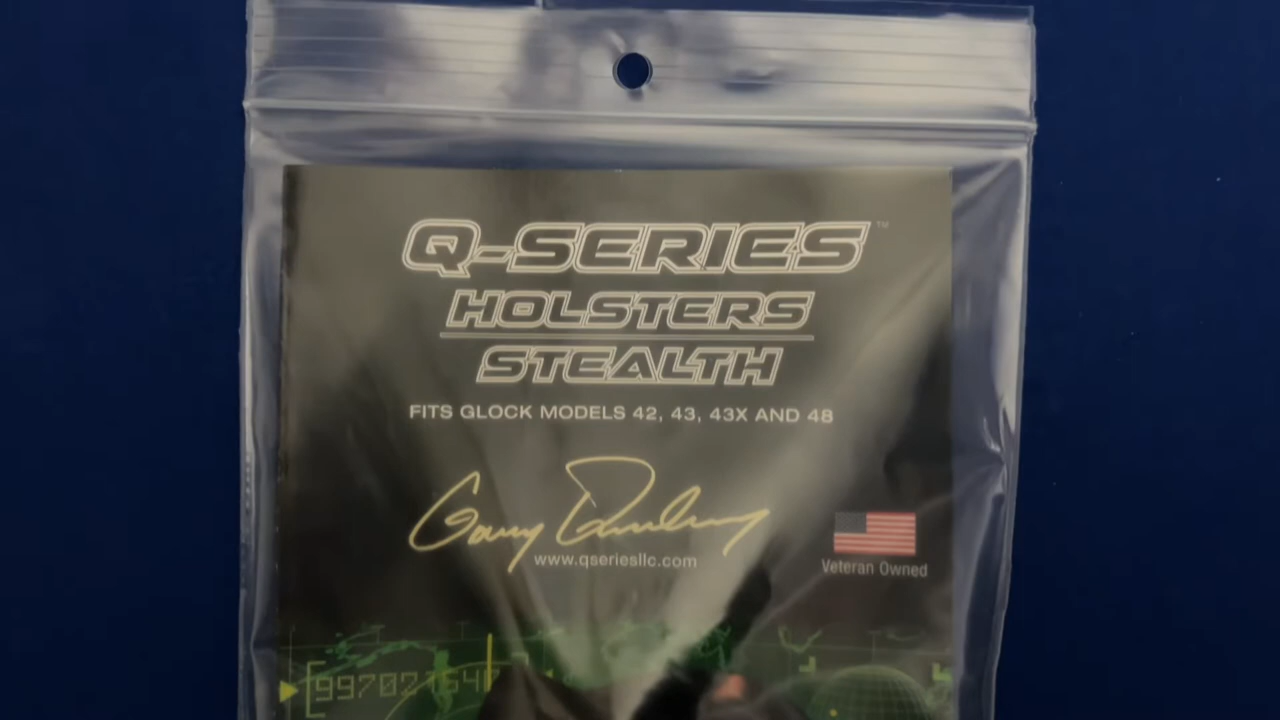 Q-SERIES™
HOLSTERS
STEALTH
FITS GLOCK MODELS 42, 43, 43X AND 48
www.qseriesllc.com
Veteran Owned